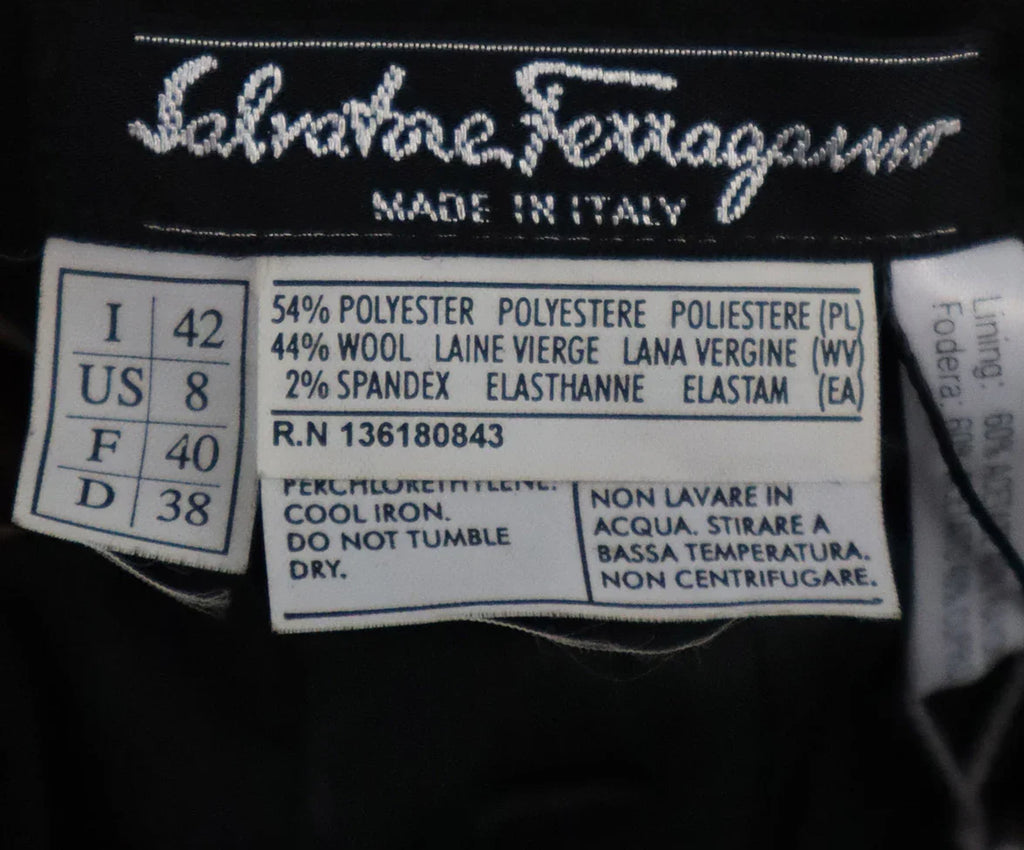 Salvatore Ferragamo
MADE IN ITALY
I 42
US 8
F 40
D 38
54% POLYESTER POLYESTERE POLIESTERE (PL)
44% WOOL LAINE VIERGE LANA VERGINE (WV)
2% SPANDEX ELASTHANNE ELASTAM (EA)
R.N 136180843
PERCHLORETHYLENE.
COOL IRON.
DO NOT TUMBLE
DRY.
NON LAVARE IN
ACQUA. STIRARE A
BASSA TEMPERATURA.
NON CENTRIFUGARE.
Lining: 60%
Fodera: 60%